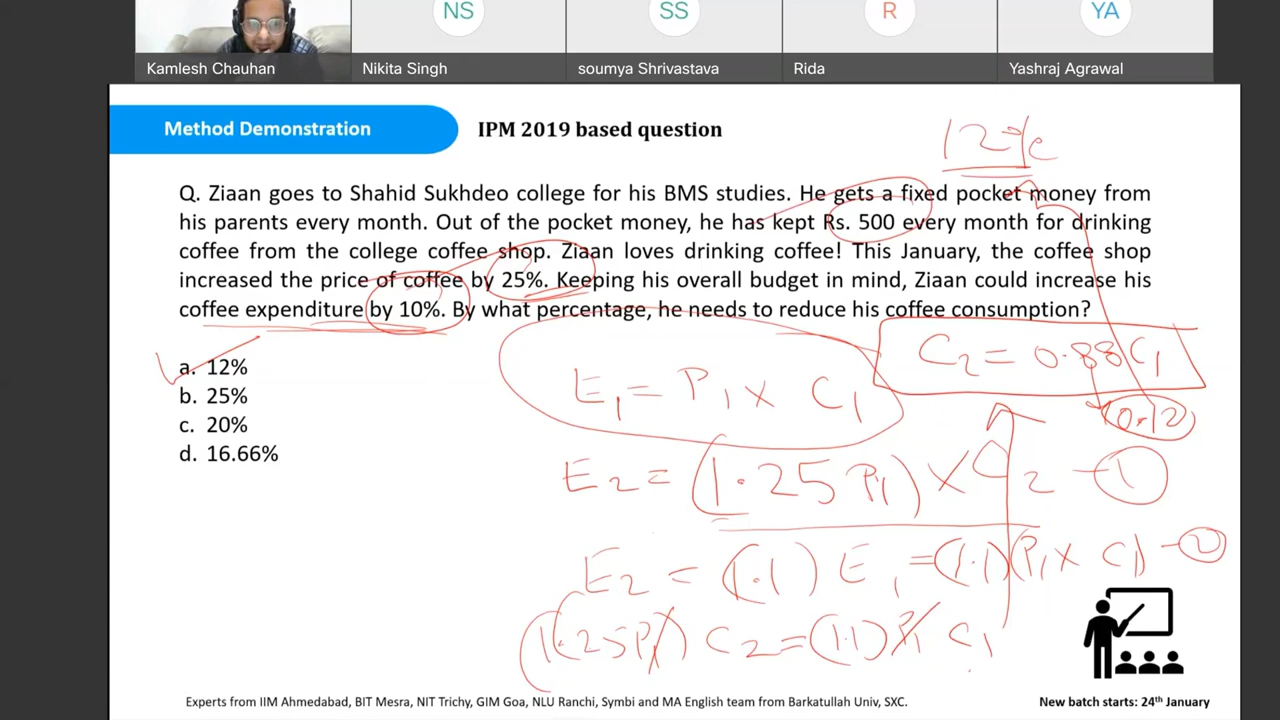 NS SS R YA
Kamlesh Chauhan Nikita Singh soumya Shrivastava Rida Yashraj Agrawal
Method Demonstration IPM 2019 based question
12%
Q. Ziaan goes to Shahid Sukhdeo college for his BMS studies. He gets a fixed pocket money from
his parents every month. Out of the pocket money, he has kept Rs. 500 every month for drinking
coffee from the college coffee shop. Ziaan loves drinking coffee! This January, the coffee shop
increased the price of coffee by 25%. Keeping his overall budget in mind, Ziaan could increase his
coffee expenditure by 10%. By what percentage, he needs to reduce his coffee consumption?
a. 12%
b. 25%
c. 20%
d. 16.66%
C2 = 0.88 C1
E1 = P1 x C1
0.12
E2 = (1.25 P1) x C2 - 1
E2 = (1.1) E1 = (1.1)(P1 x C1) - 2
(1.25P1) C2 = (1.1) P1 C1
Experts from IIM Ahmedabad, BIT Mesra, NIT Trichy, GIM Goa, NLU Ranchi, Symbi and MA English team from Barkatullah Univ, SXC. New batch starts: 24th January